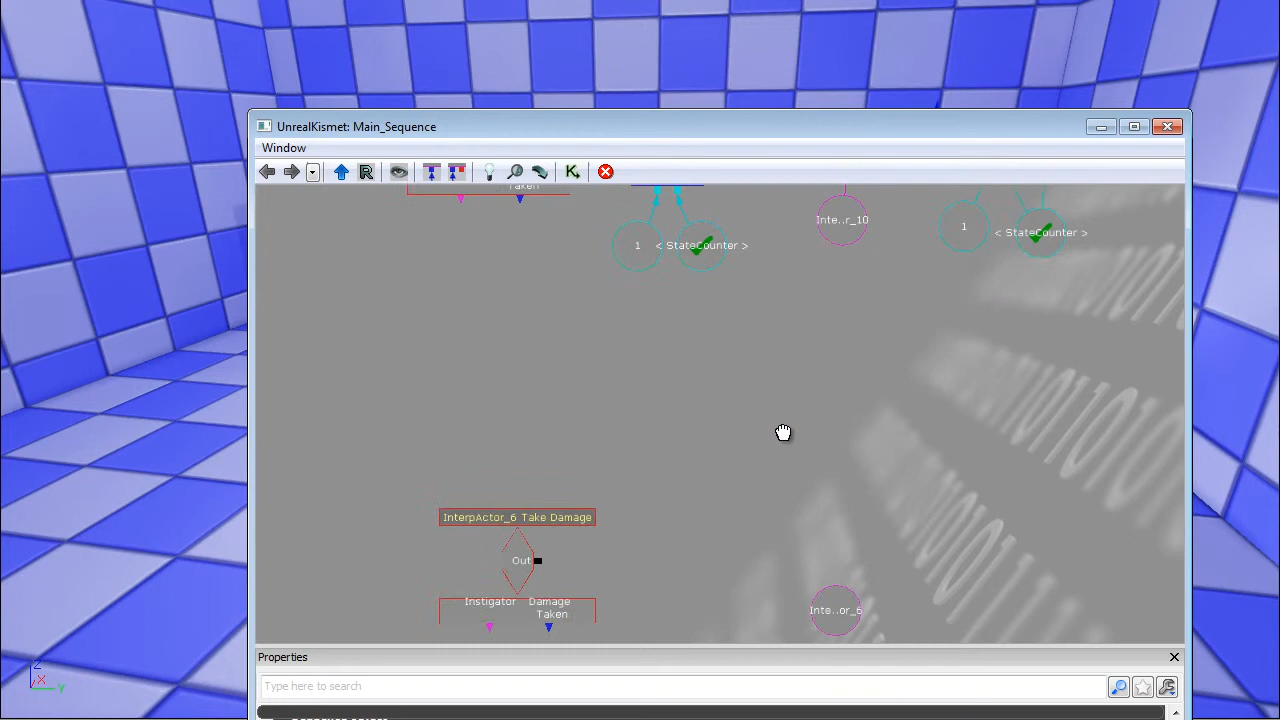 UnrealKismet: Main_Sequence
Window
R
K
Taken
Inte..r_10
1
< StateCounter >
1
< StateCounter >
InterpActor_6 Take Damage
Out
Instigator
Damage
Taken
Inte..or_6
Properties
Type here to search
Z
X
Y